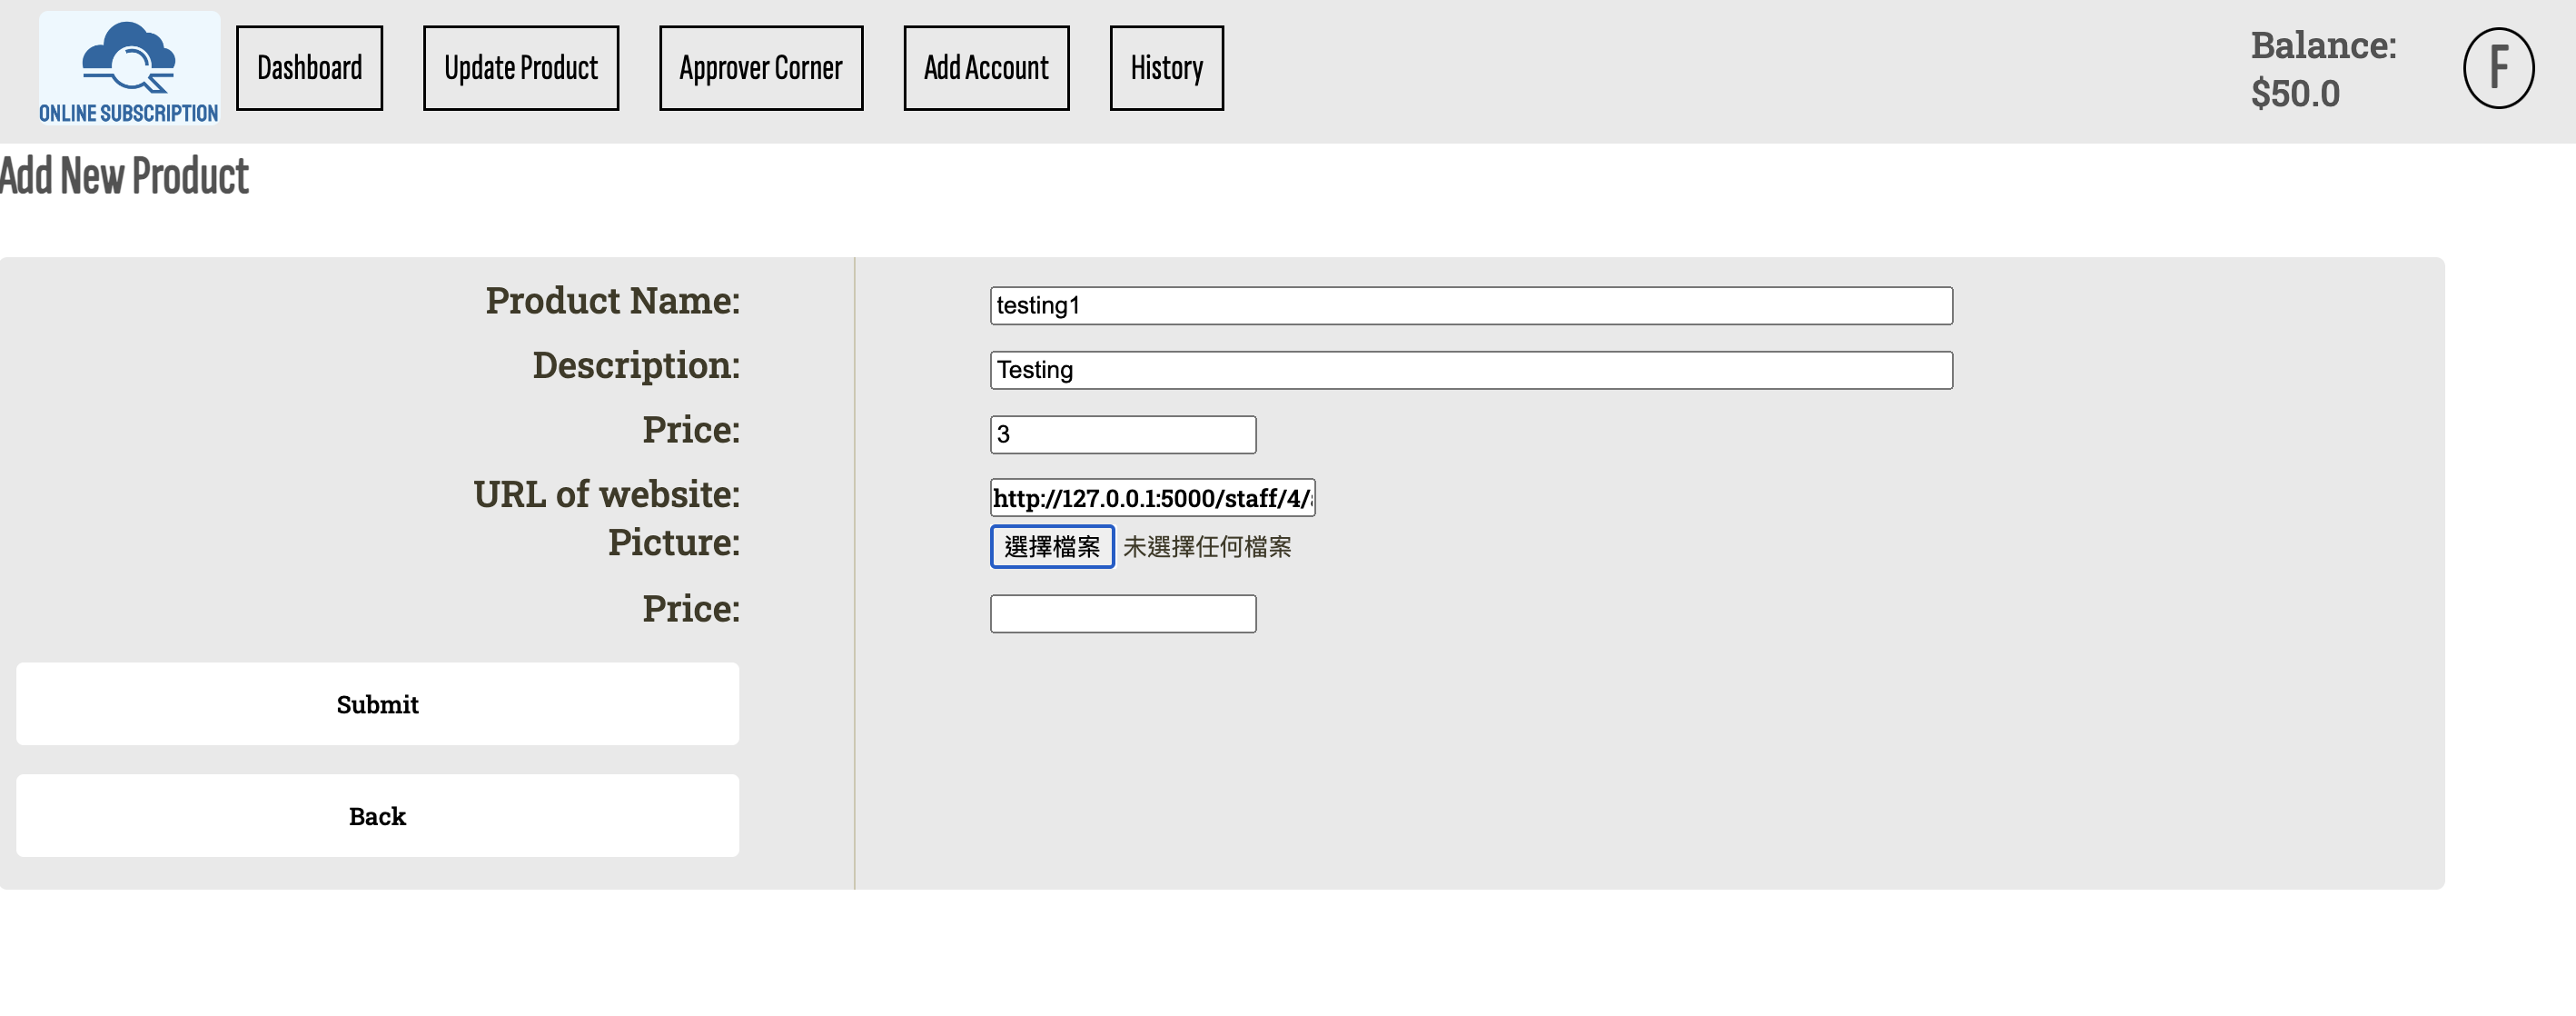 ONLINE SUBSCRIPTION
Dashboard
Update Product
Approver Corner
Add Account
History
Balance:
$50.0
F
Add New Product
Product Name:
testing1
Description:
Testing
Price:
3
URL of website:
http://127.0.0.1:5000/staff/4/
Picture:
選擇檔案 未選擇任何檔案
Price:
Submit
Back